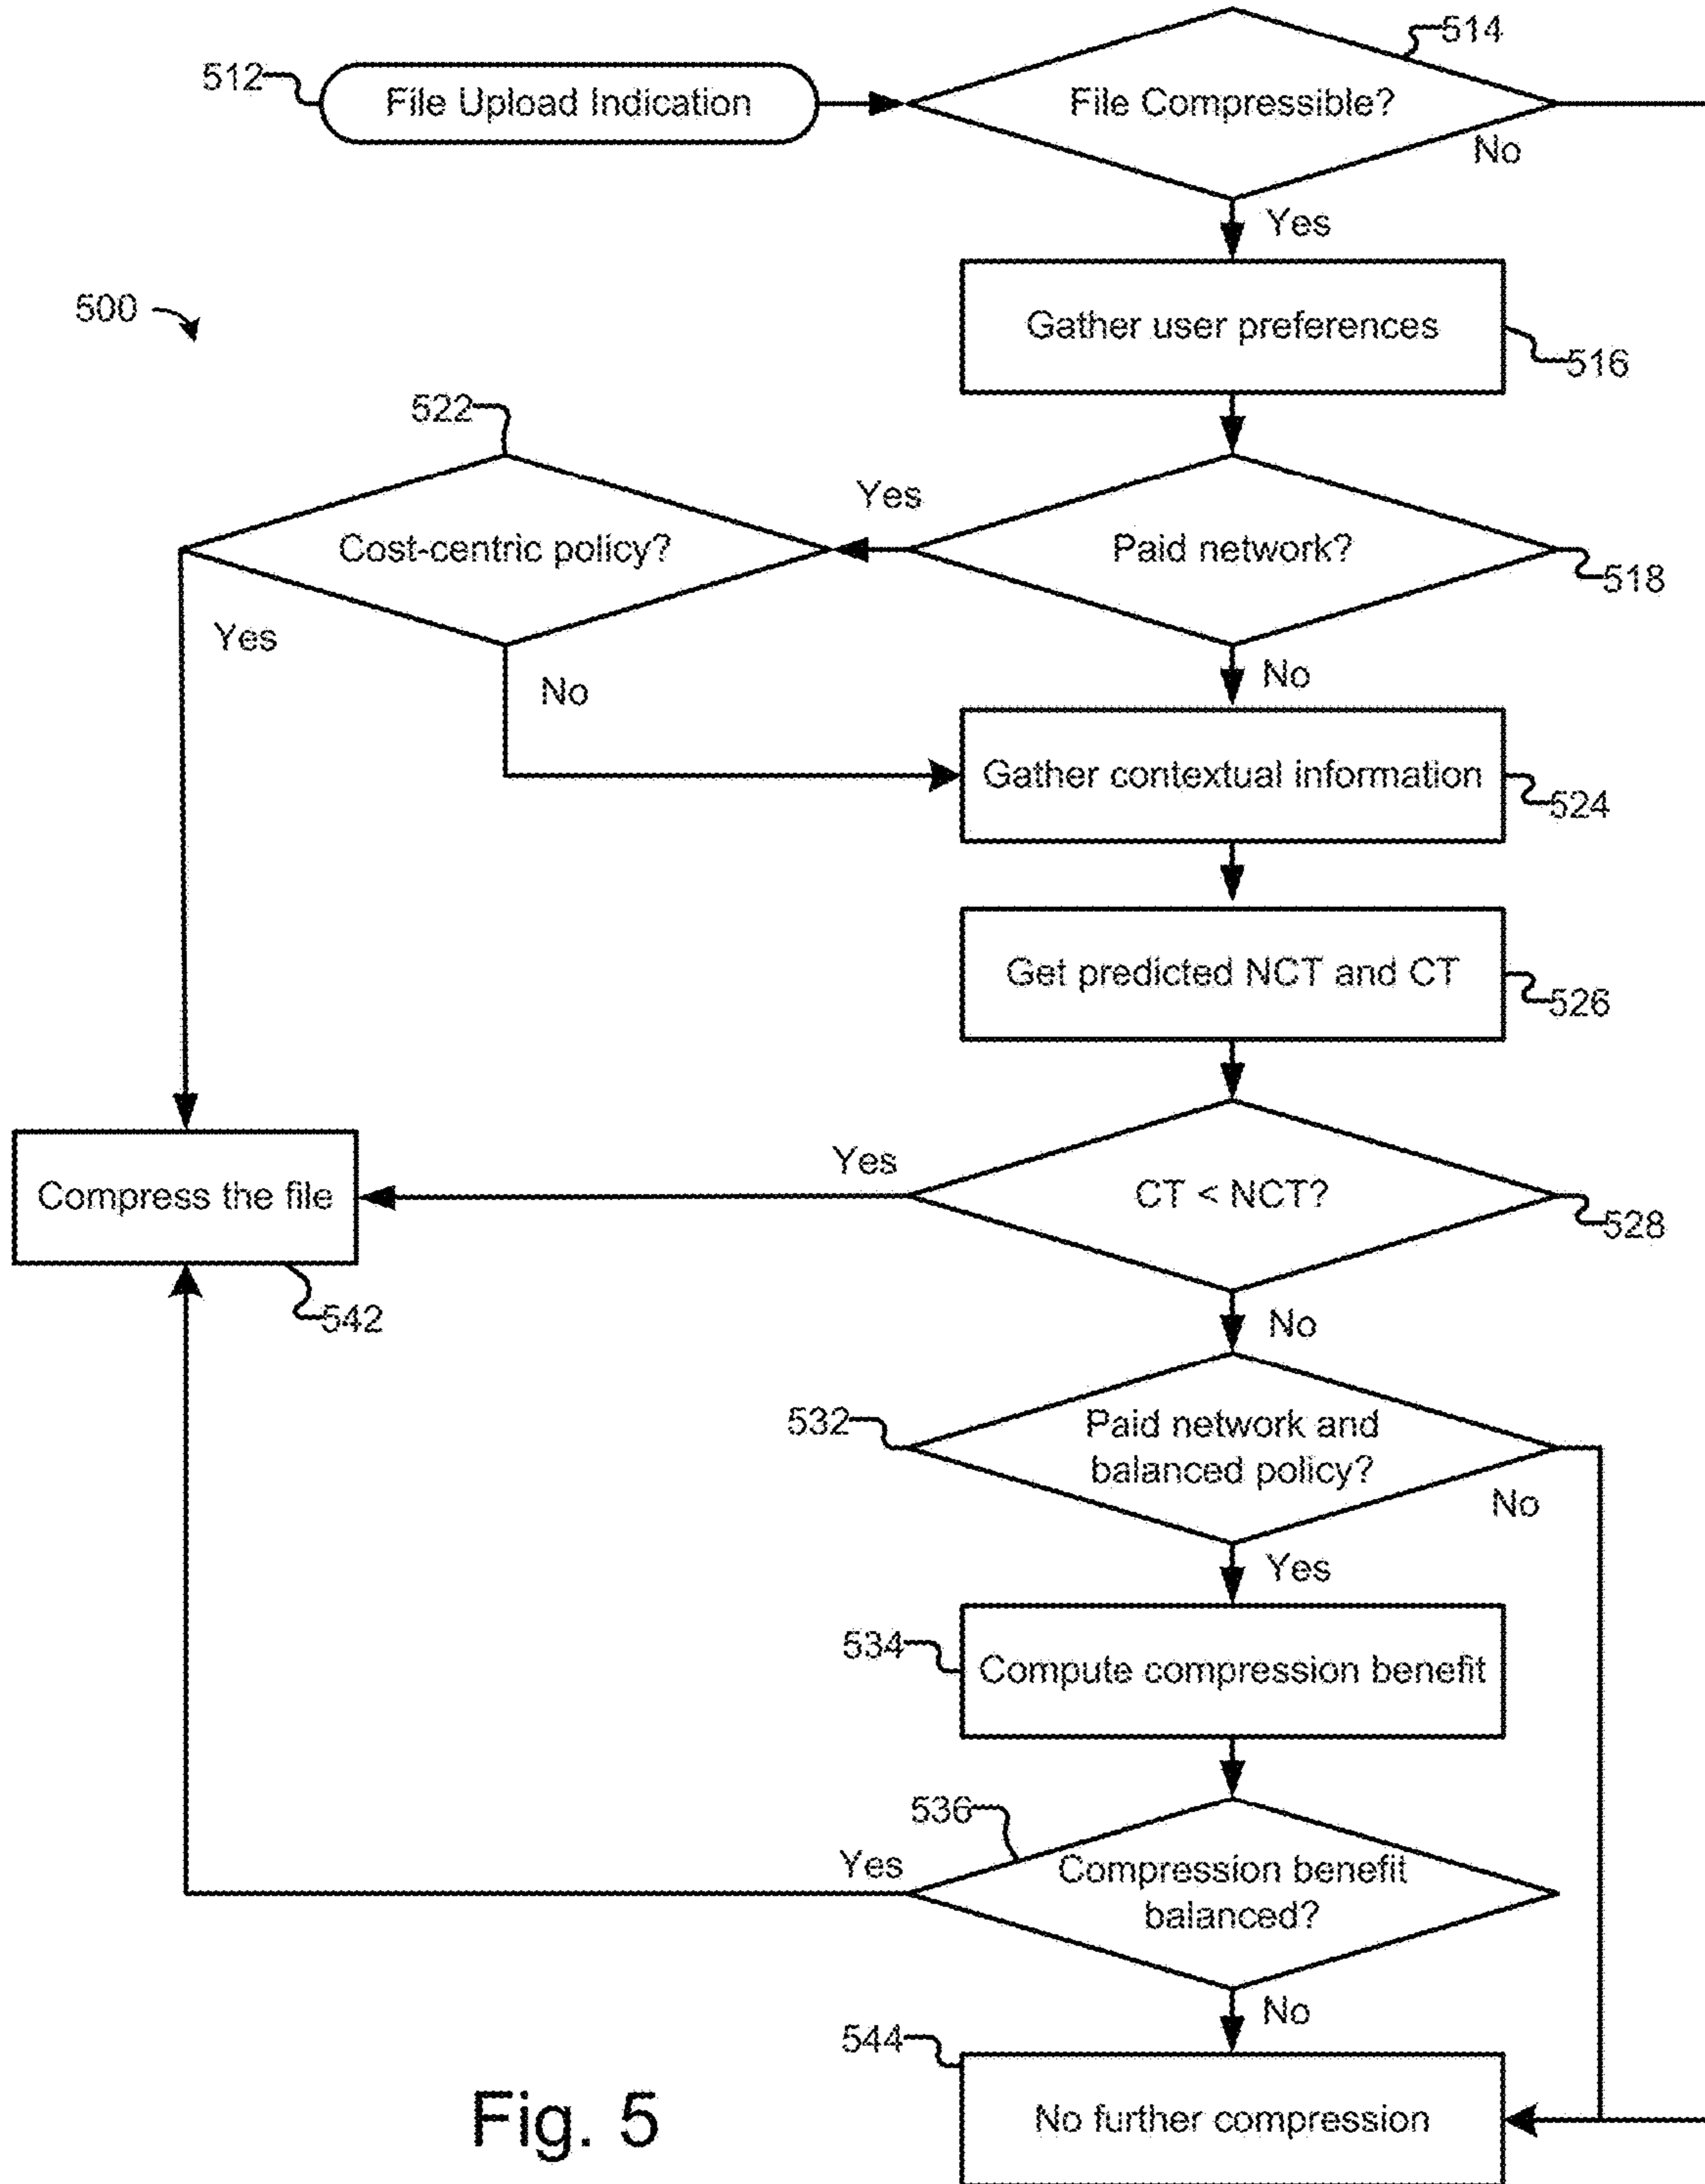 514
512
File Upload Indication
File Compressible?
No
Yes
500
Gather user preferences
516
522
Yes
Cost-centric policy?
Paid network?
518
Yes
No
No
Gather contextual information
524
Get predicted NCT and CT
526
Yes
Compress the file
CT < NCT?
528
542
No
532
Paid network and
balanced policy?
No
Yes
534
Compute compression benefit
536
Yes
Compression benefit
balanced?
No
544
Fig. 5
No further compression